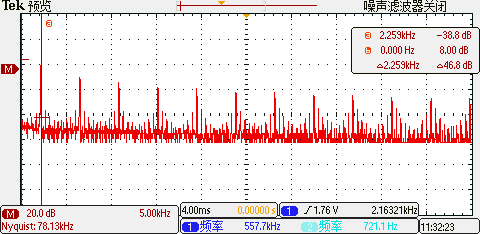 Tek 预览 噪声滤波器关闭
a 2.259kHz -38.8 dB
b 0.000 Hz 8.00 dB
△2.259kHz △46.8 dB
a
M
M 20.0 dB 5.00kHz
Nyquist: 78.13kHz
4.00ms 0.00000 s
1 1.76 V 2.16321kHz
1 频率 557.7kHz 2 频率 721.1 Hz
11:32:23